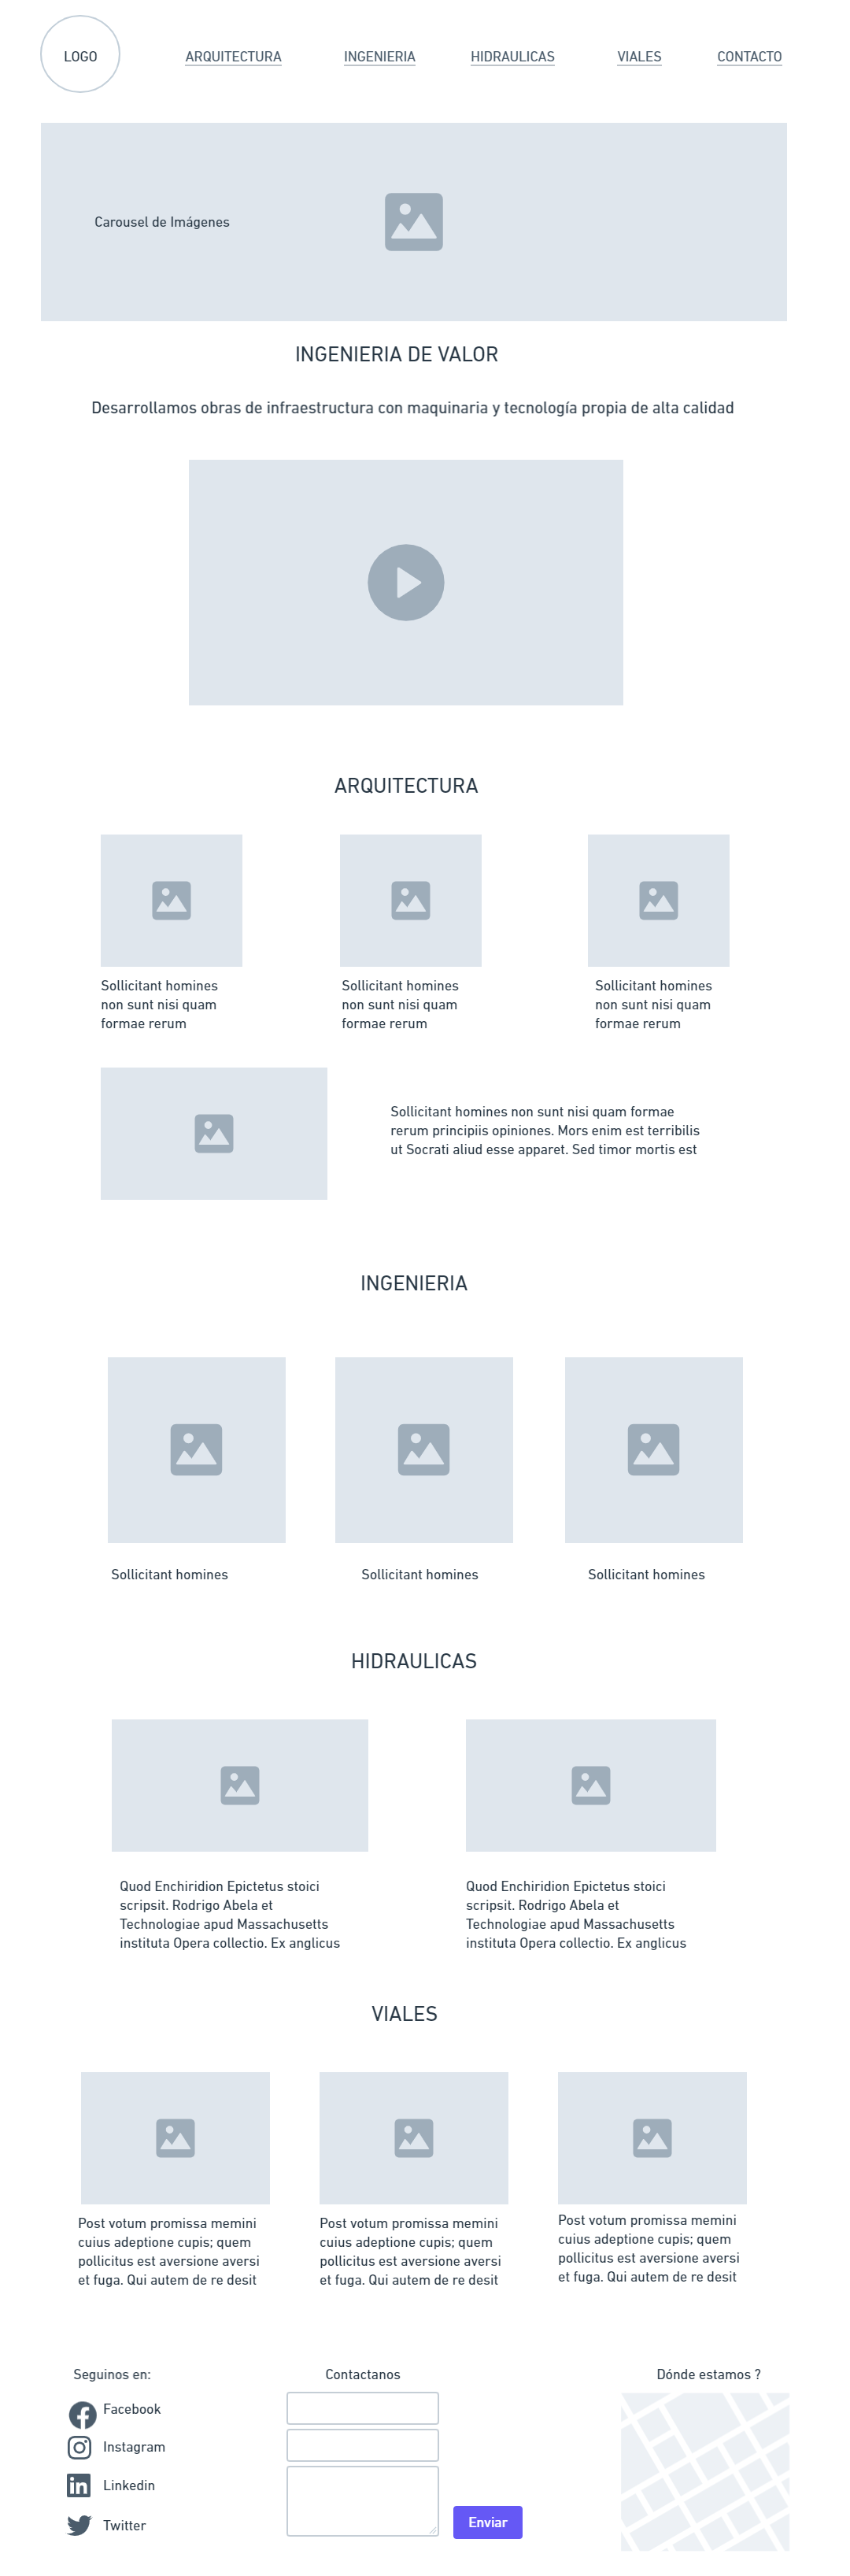 LOGO
ARQUITECTURA
INGENIERIA
HIDRAULICAS
VIALES
CONTACTO
Carousel de Imágenes
INGENIERIA DE VALOR
Desarrollamos obras de infraestructura con maquinaria y tecnología propia de alta calidad
ARQUITECTURA
Sollicitant homines
non sunt nisi quam
formae rerum
Sollicitant homines
non sunt nisi quam
formae rerum
Sollicitant homines
non sunt nisi quam
formae rerum
Sollicitant homines non sunt nisi quam formae
rerum principiis opiniones. Mors enim est terribilis
ut Socrati aliud esse apparet. Sed timor mortis est
INGENIERIA
Sollicitant homines
Sollicitant homines
Sollicitant homines
HIDRAULICAS
Quod Enchiridion Epictetus stoici
scripsit. Rodrigo Abela et
Technologiae apud Massachusetts
instituta Opera collectio. Ex anglicus
Quod Enchiridion Epictetus stoici
scripsit. Rodrigo Abela et
Technologiae apud Massachusetts
instituta Opera collectio. Ex anglicus
VIALES
Post votum promissa memini
cuius adeptione cupis; quem
pollicitus est aversione aversi
et fuga. Qui autem de re desit
Post votum promissa memini
cuius adeptione cupis; quem
pollicitus est aversione aversi
et fuga. Qui autem de re desit
Post votum promissa memini
cuius adeptione cupis; quem
pollicitus est aversione aversi
et fuga. Qui autem de re desit
Seguinos en:
Facebook
Instagram
Linkedin
Twitter
Contactanos
Enviar
Dónde estamos ?